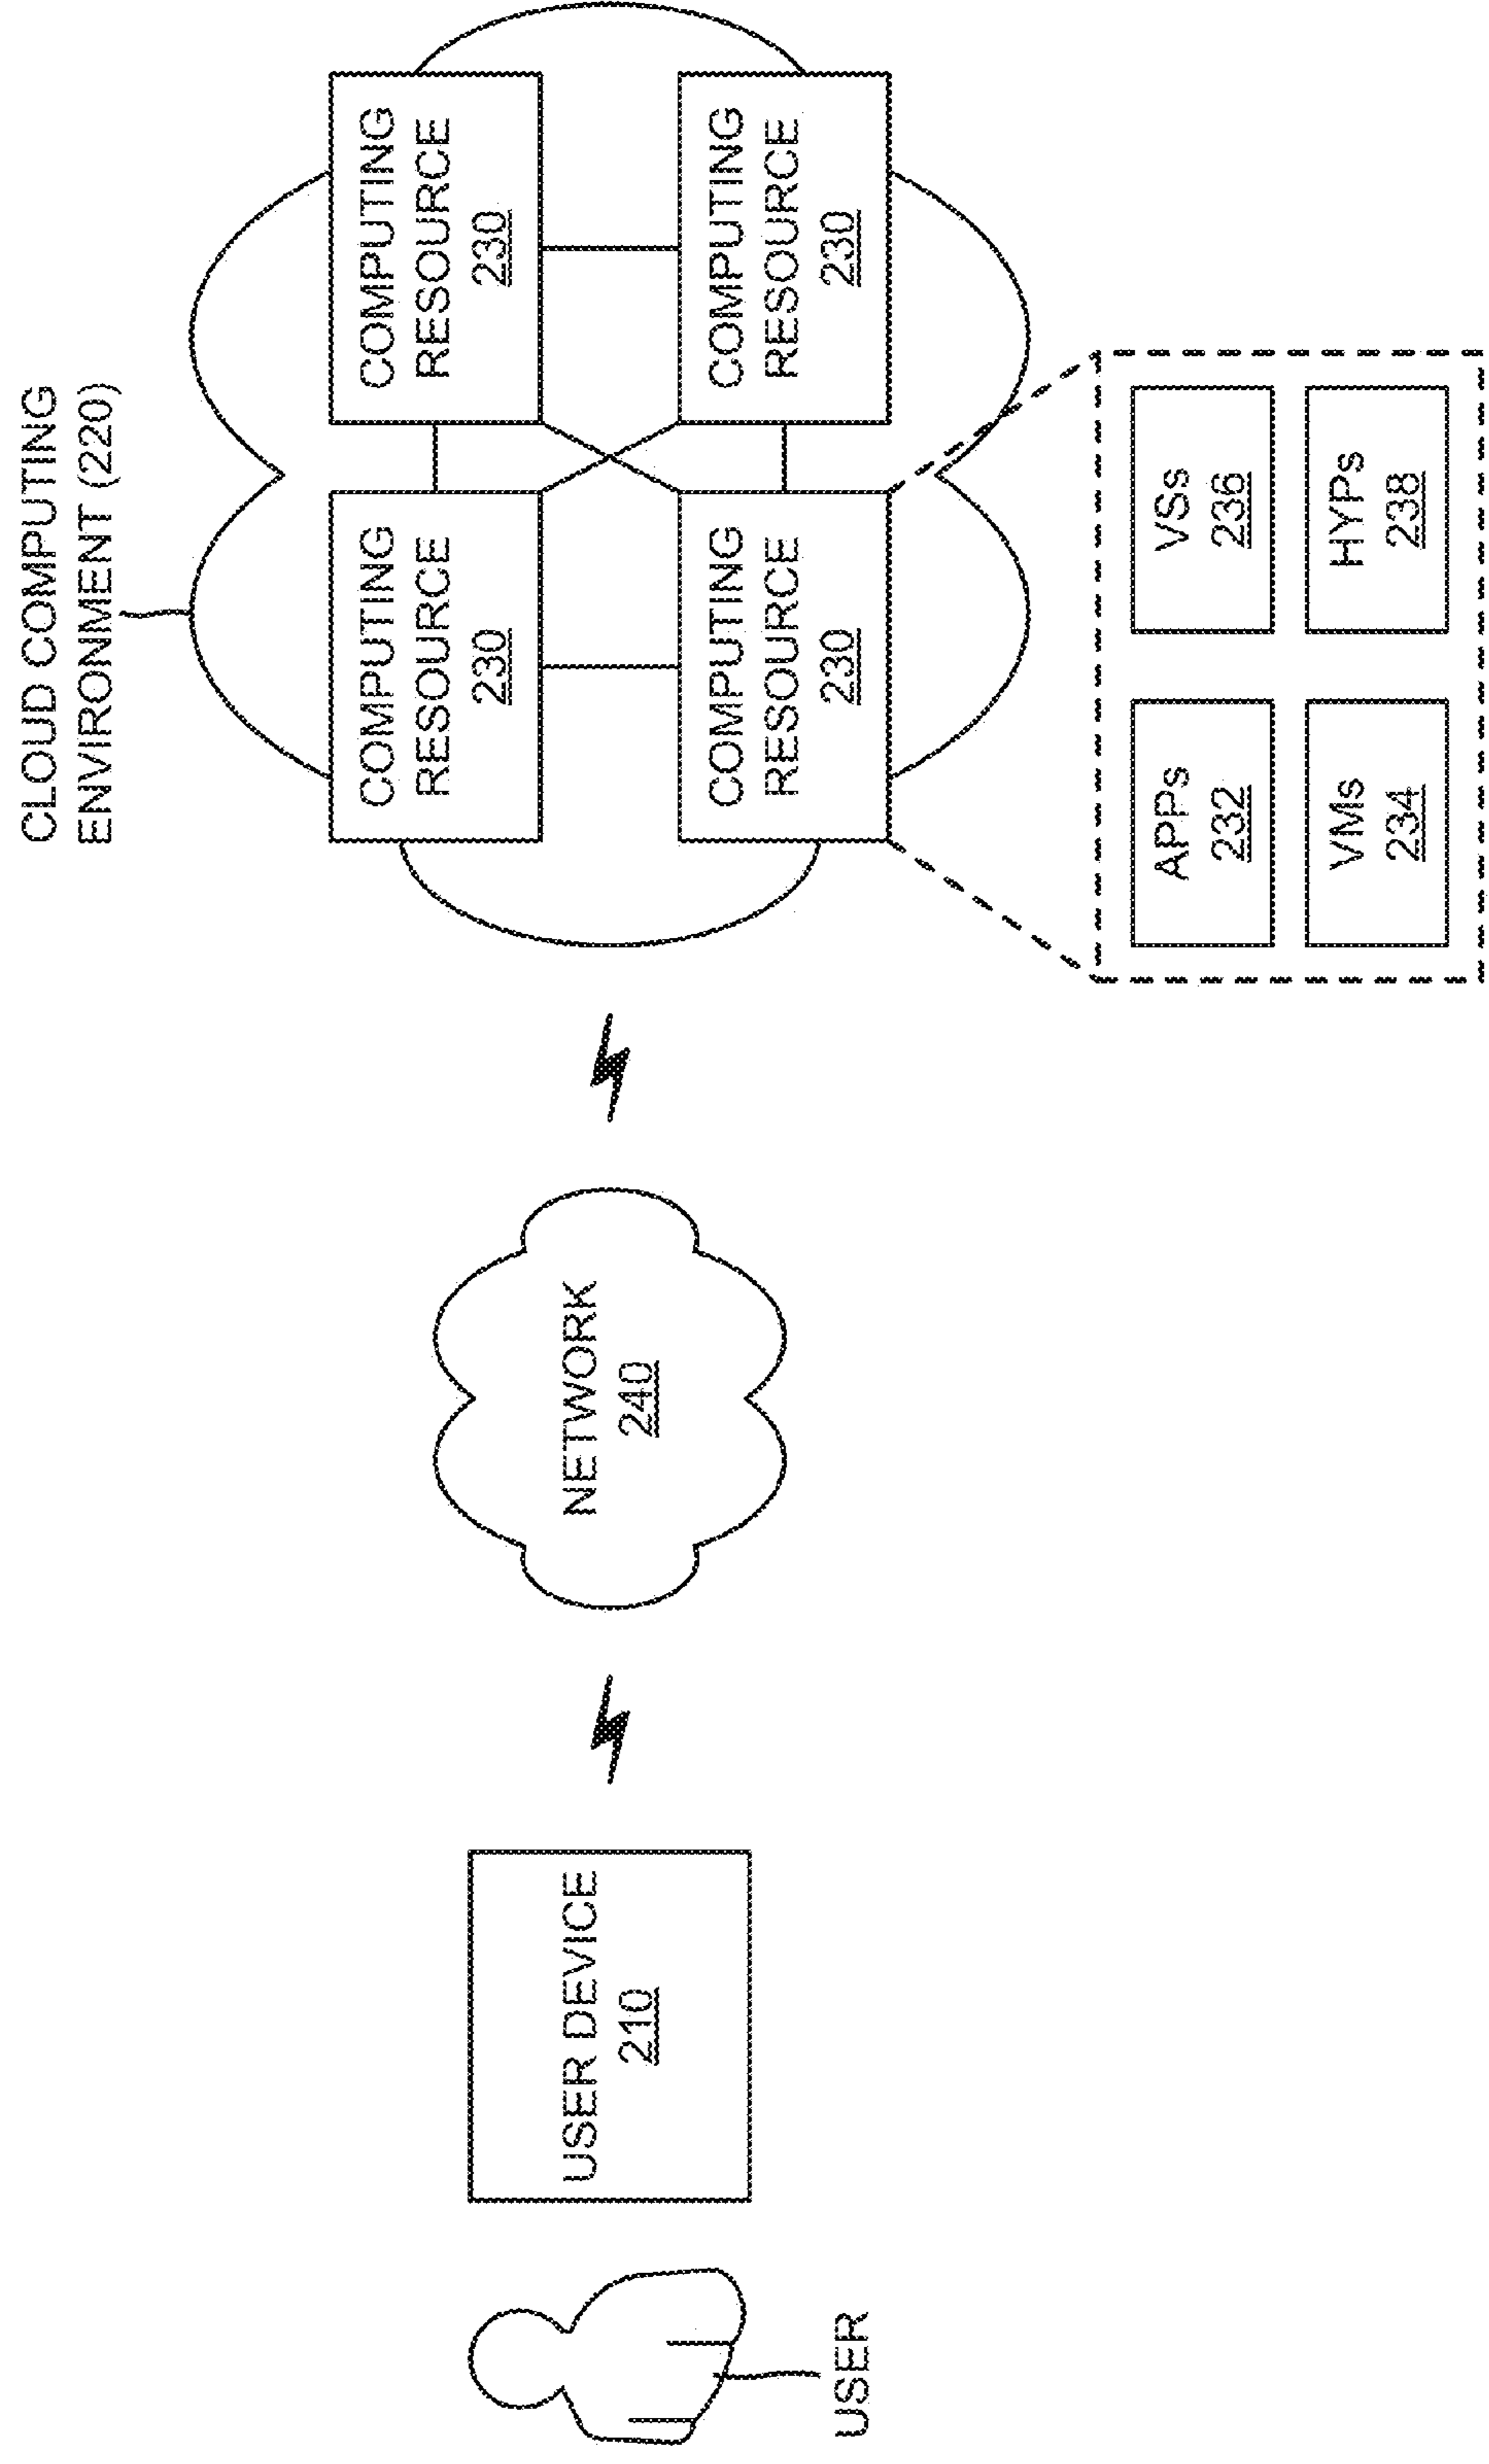 CLOUD COMPUTING
ENVIRONMENT (220)
COMPUTING
RESOURCE
230
COMPUTING
RESOURCE
230
COMPUTING
RESOURCE
230
COMPUTING
RESOURCE
230
USER DEVICE
210
NETWORK
240
USER
APPs
232
VSs
236
VMs
234
HYPs
238